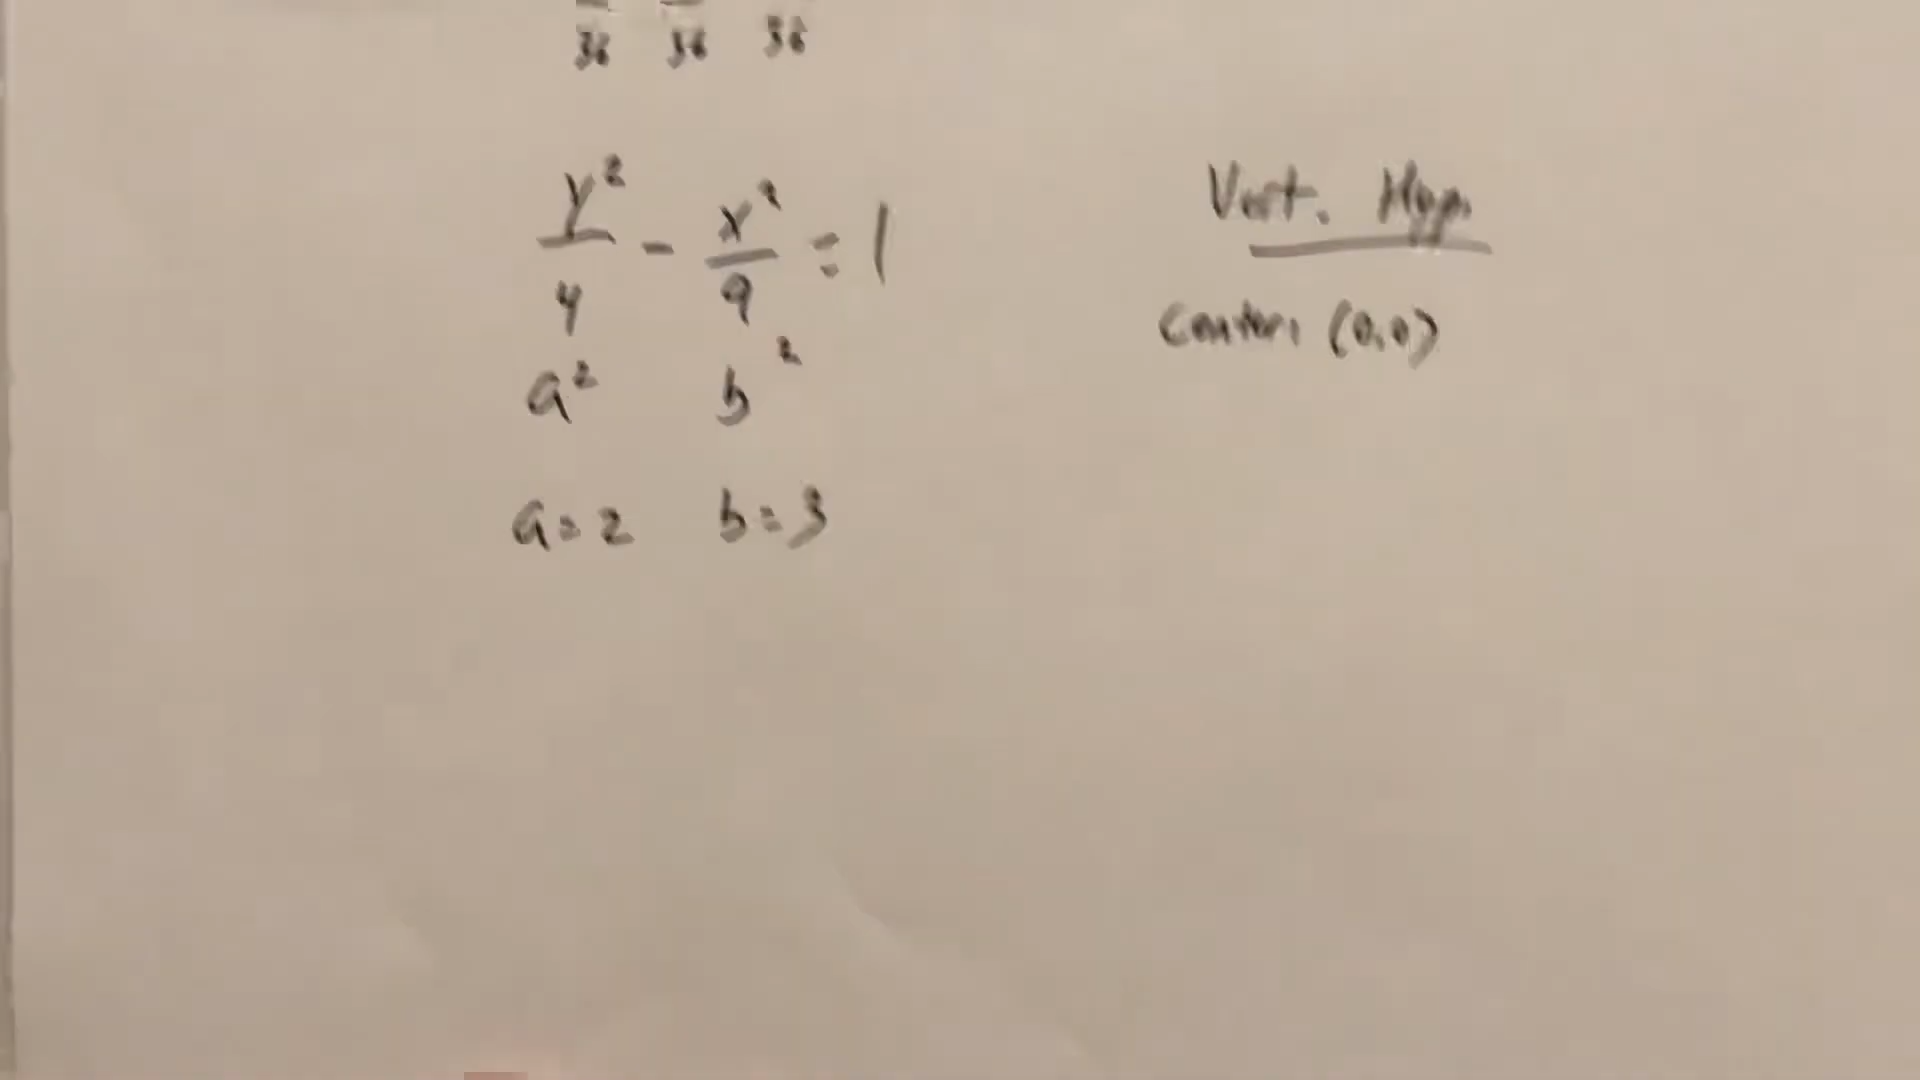 36 36 36
y²/4 - x²/9 = 1
a² b²
a = 2 b = 3
Vert. Hyp.
Center: (0,0)